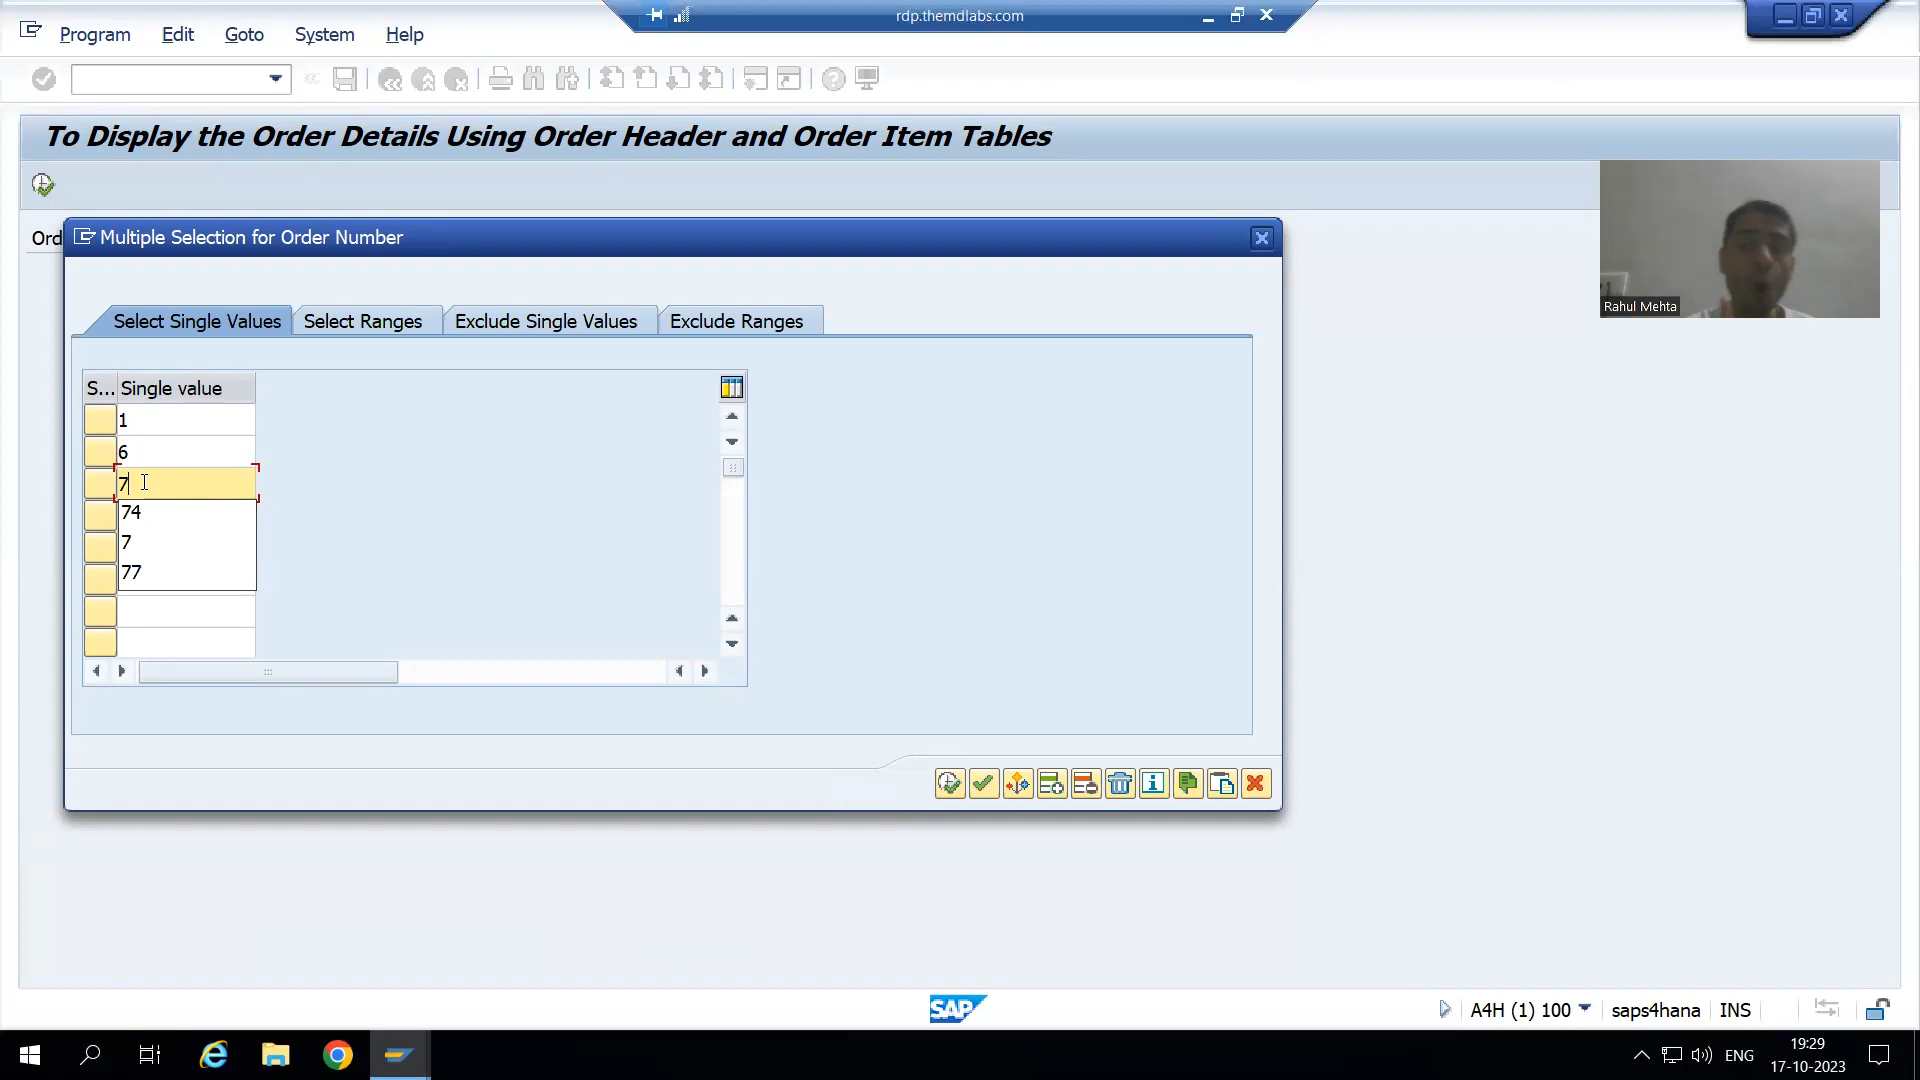 rdp.themdlabs.com
Program Edit Goto System Help
To Display the Order Details Using Order Header and Order Item Tables
Ord
Multiple Selection for Order Number
Select Single Values Select Ranges Exclude Single Values Exclude Ranges
S... Single value
1
6
7
74
7
77
Rahul Mehta
SAP
A4H (1) 100 saps4hana INS
ENG
19:29
17-10-2023